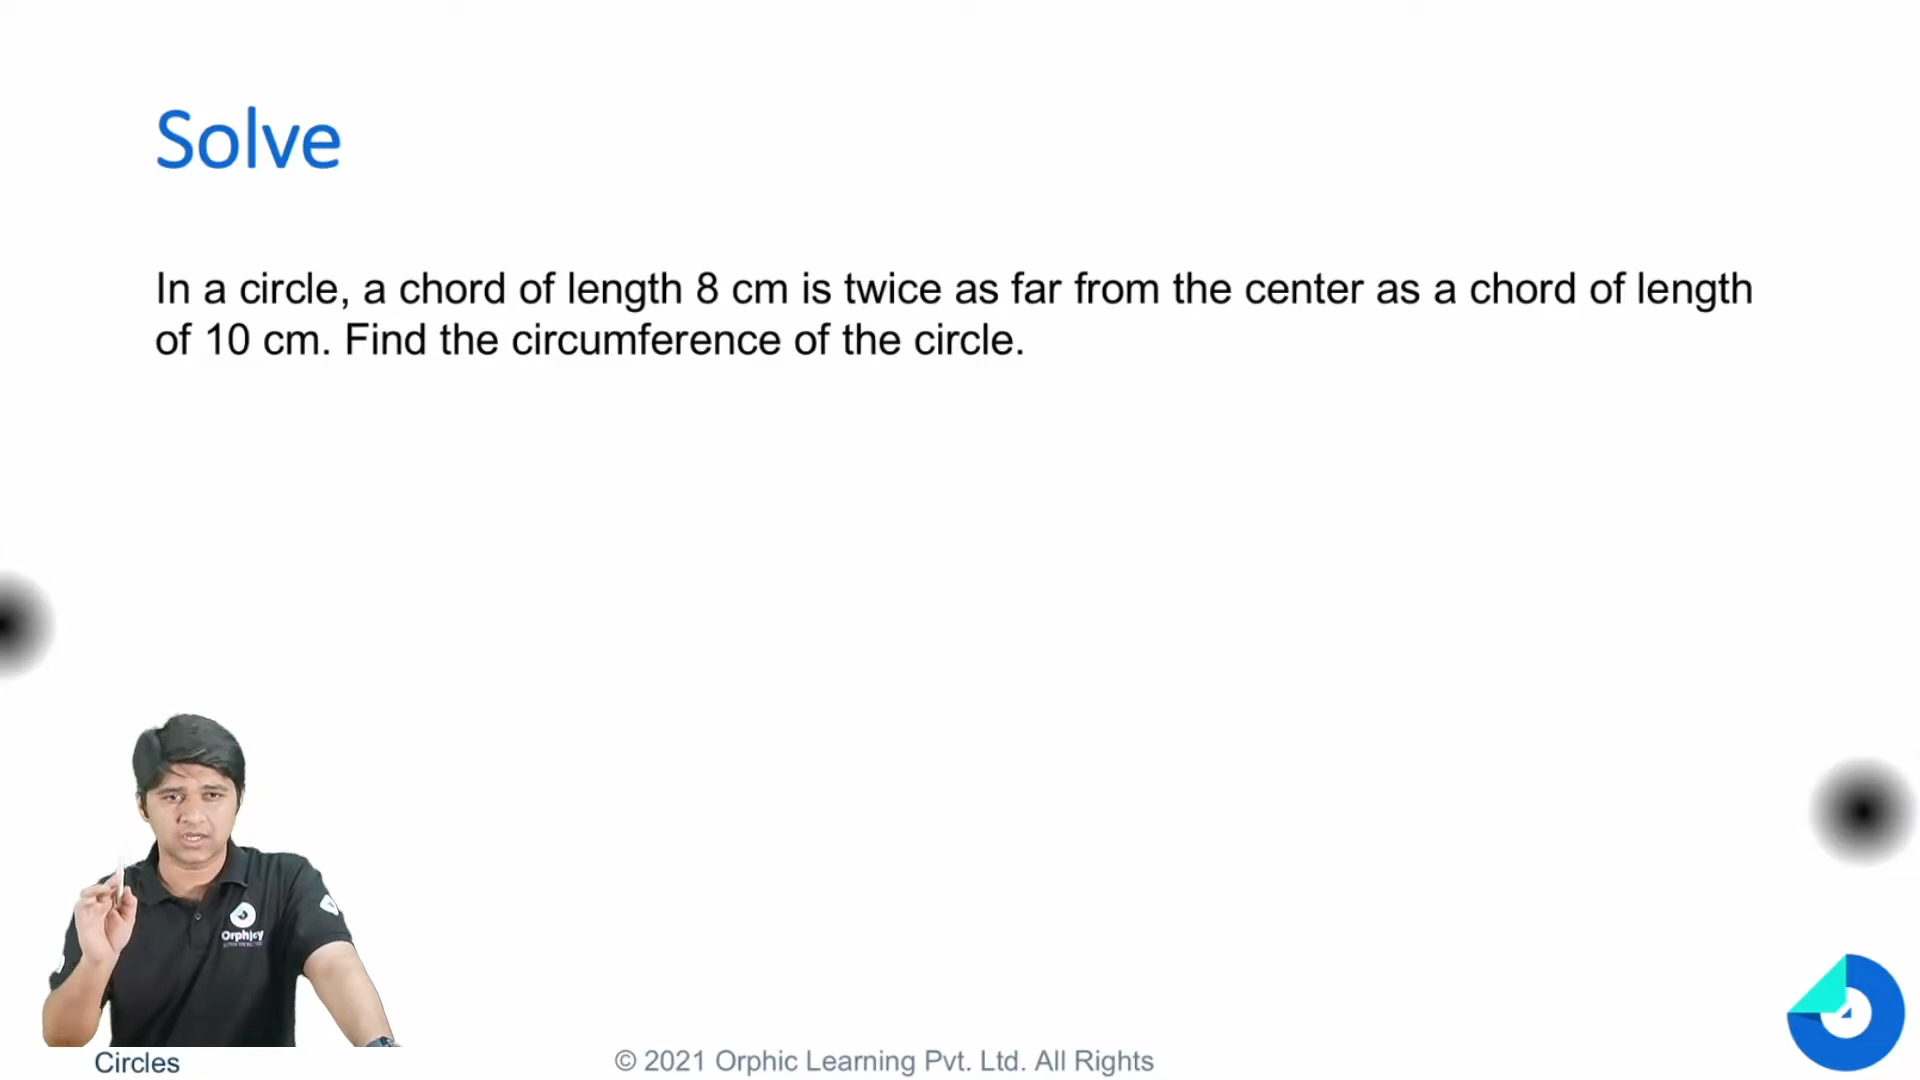 Solve
In a circle, a chord of length 8 cm is twice as far from the center as a chord of length
of 10 cm. Find the circumference of the circle.
Orphicy
Circles
© 2021 Orphic Learning Pvt. Ltd. All Rights